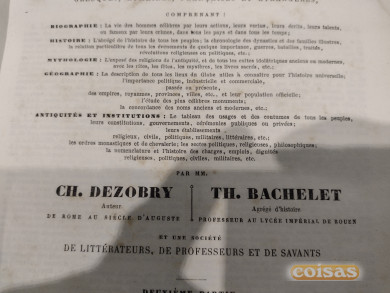 COMPRENANT :
BIOGRAPHIE : La vie des hommes célèbres par leurs actions, leurs vertus, leurs écrits, leurs talents,
ou fameux par leurs crimes, dans tous les pays et dans tous les temps;
HISTOIRE : L'abrégé de l'histoire de tous les peuples; la chronologie des dynasties et des familles illustres,
la relation particulière de tous les événements de quelque importance, guerres, batailles, traités,
révolutions religieuses ou politiques, etc.;
MYTHOLOGIE : L'exposé des religions de l'antiquité, et de tous les cultes idolâtriques anciens ou modernes,
avec les rites, les fêtes, les mystères, les livres sacrés, etc.;
GÉOGRAPHIE : La description de tous les lieux du globe utiles à connaître pour l'histoire universelle;
l'importance politique, industrielle et commerciale,
passée ou présente,
des empires, royaumes, provinces, villes, etc., et leur population officielle;
l'état des plus célèbres monuments;
la concordance des noms anciens et modernes, etc.;
ANTIQUITÉS ET INSTITUTIONS : Le tableau des usages et des coutumes de tous les peuples,
leurs constitutions, gouvernements, cérémonies publiques ou privées;
leurs établissements
religieux, civils, politiques, militaires, littéraires, etc.;
les ordres monastiques et de chevalerie; les sectes politiques, religieuses, philosophiques;
la nomenclature et l'histoire des charges, emplois, dignités
religieuses, politiques, civiles, militaires, etc.
PAR MM.
CH. DEZOBRY
Auteur
DE ROME AU SIÈCLE D'AUGUSTE
TH. BACHELET
Agrégé d'histoire
PROFESSEUR AU LYCÉE IMPÉRIAL DE ROUEN
ET UNE SOCIÉTÉ
DE LITTÉRATEURS, DE PROFESSEURS ET DE SAVANTS
DEUXIÈME PARTIE
coisas